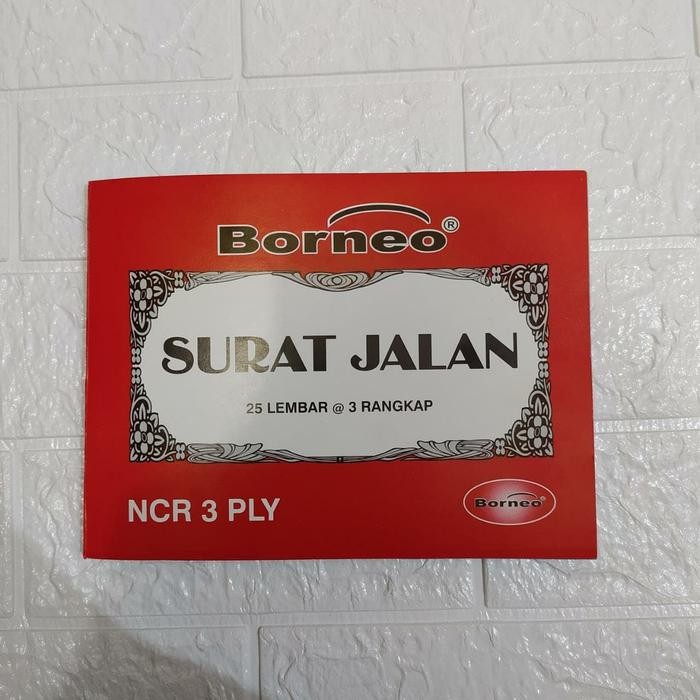 Borneo®
SURAT JALAN
25 LEMBAR @ 3 RANGKAP
NCR 3 PLY
Borneo®